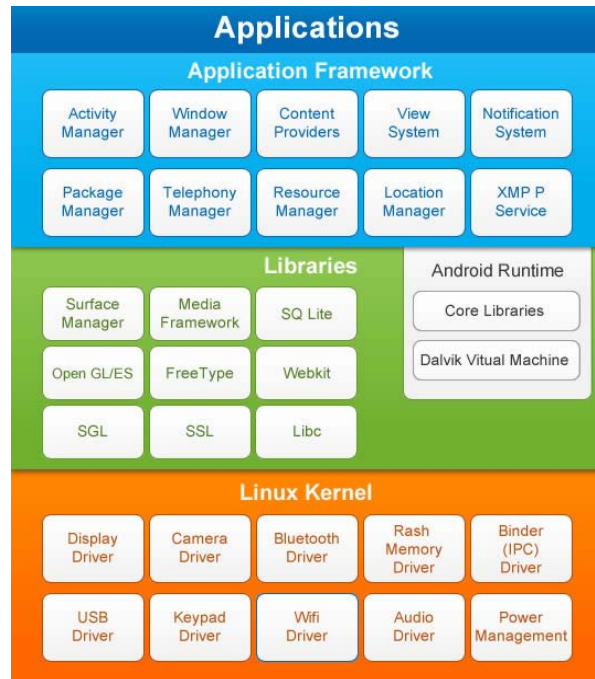 Applications
Application Framework
Activity
Manager
Window
Manager
Content
Providers
View
System
Notification
System
Package
Manager
Telephony
Manager
Resource
Manager
Location
Manager
XMP P
Service
Libraries
Surface
Manager
Media
Framework
SQ Lite
Open GL/ES
FreeType
Webkit
SGL
SSL
Libc
Android Runtime
Core Libraries
Dalvik Vitual Machine
Linux Kernel
Display
Driver
Camera
Driver
Bluetooth
Driver
Rash
Memory
Driver
Binder
(IPC)
Driver
USB
Driver
Keypad
Driver
Wifi
Driver
Audio
Driver
Power
Management